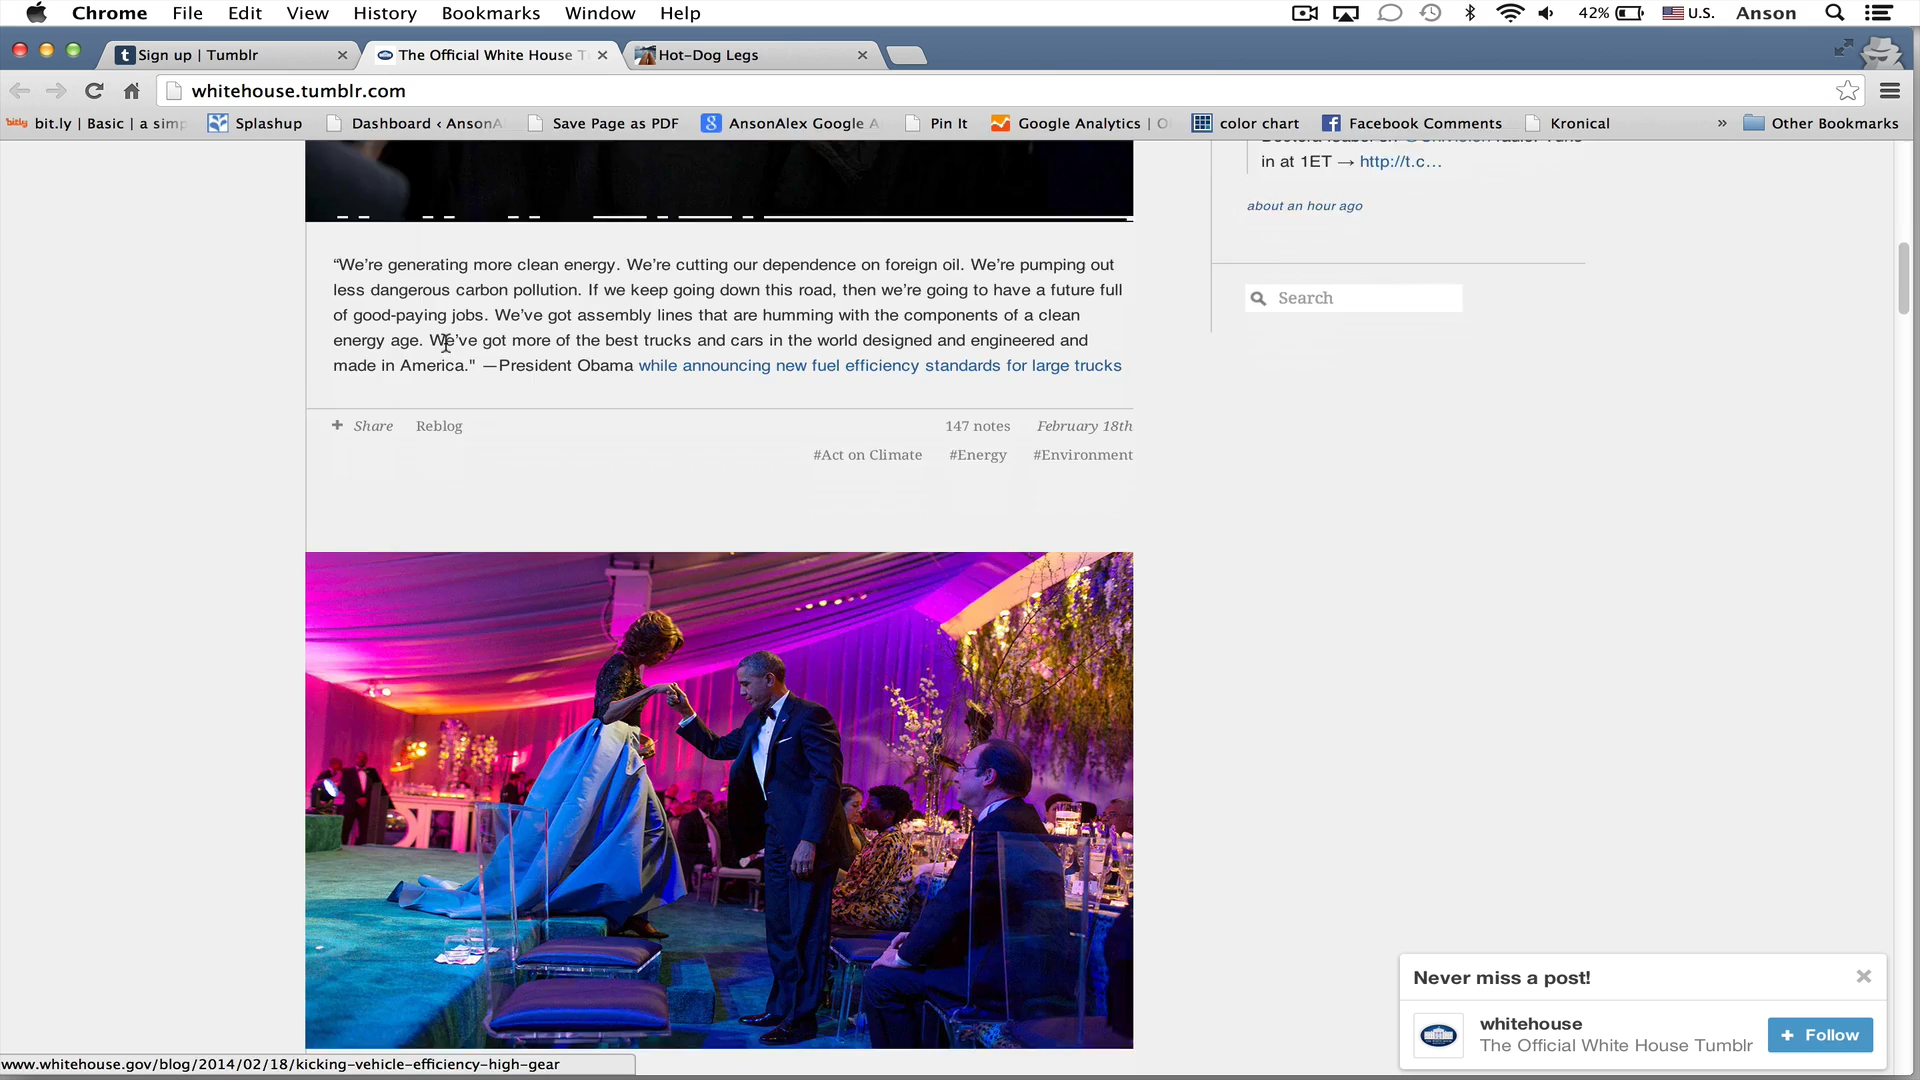 Chrome File Edit View History Bookmarks Window Help 42% U.S. Anson
Sign up | Tumblr The Official White House T Hot-Dog Legs
whitehouse.tumblr.com
bitly bit.ly | Basic | a simp Splashup Dashboard ‹ AnsonA Save Page as PDF 8 AnsonAlex Google A Pin It Google Analytics | O color chart Facebook Comments Kronical » Other Bookmarks
in at 1ET → http://t.c…
about an hour ago
Search
“We’re generating more clean energy. We’re cutting our dependence on foreign oil. We’re pumping out
less dangerous carbon pollution. If we keep going down this road, then we’re going to have a future full
of good-paying jobs. We’ve got assembly lines that are humming with the components of a clean
energy age. We’ve got more of the best trucks and cars in the world designed and engineered and
made in America." —President Obama while announcing new fuel efficiency standards for large trucks
+ Share Reblog 147 notes February 18th
#Act on Climate #Energy #Environment
Never miss a post!
whitehouse
The Official White House Tumblr
+ Follow
www.whitehouse.gov/blog/2014/02/18/kicking-vehicle-efficiency-high-gear